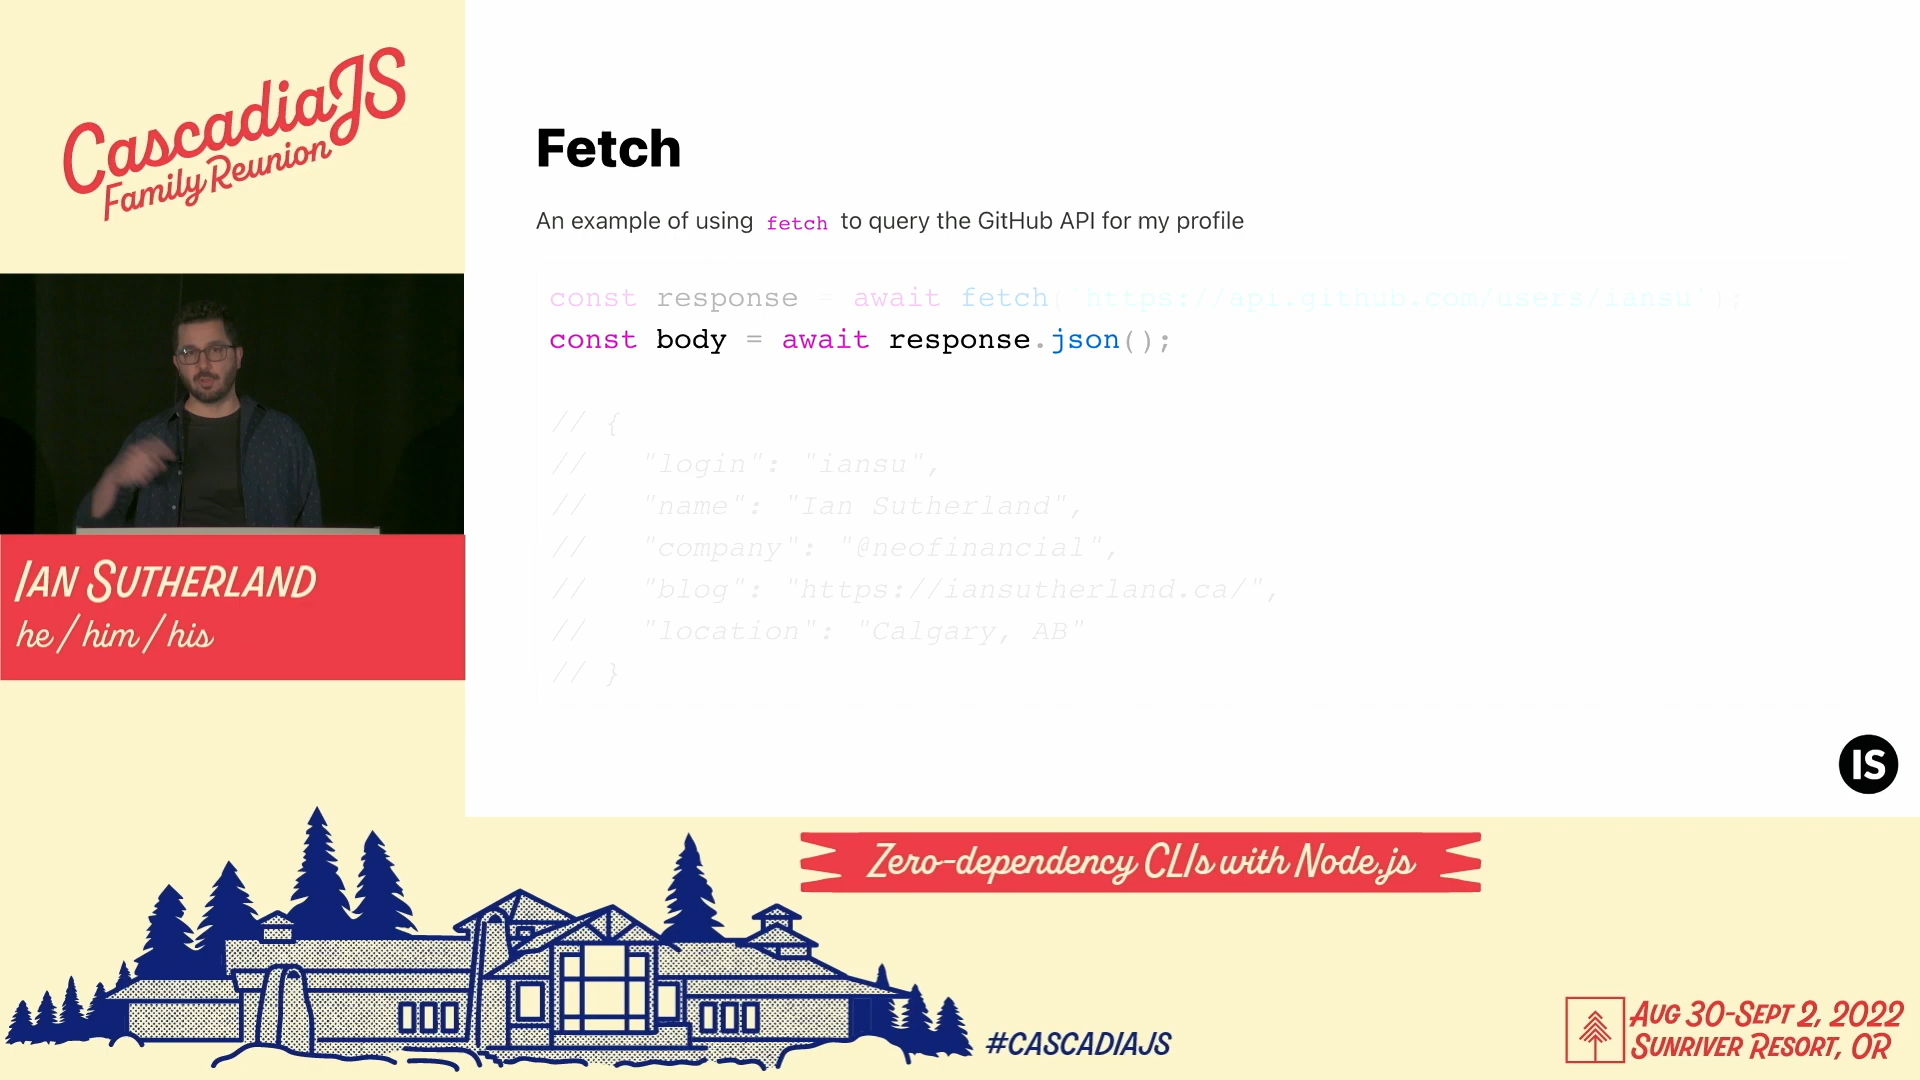 CascadiaJS
Family Reunion
Fetch
An example of using fetch to query the GitHub API for my profile
const response = await fetch(`https://api.github.com/users/iansu`);
const body = await response.json();
// {
//   "login": "iansu",
//   "name": "Ian Sutherland",
//   "company": "@neofinancial",
//   "blog": "https://iansutherland.ca/",
//   "location": "Calgary, AB"
// }
IAN SUTHERLAND
he / him / his
IS
Zero-dependency CLIs with Node.js
#CASCADIAJS
AUG 30-SEPT 2, 2022
SUNRIVER RESORT, OR